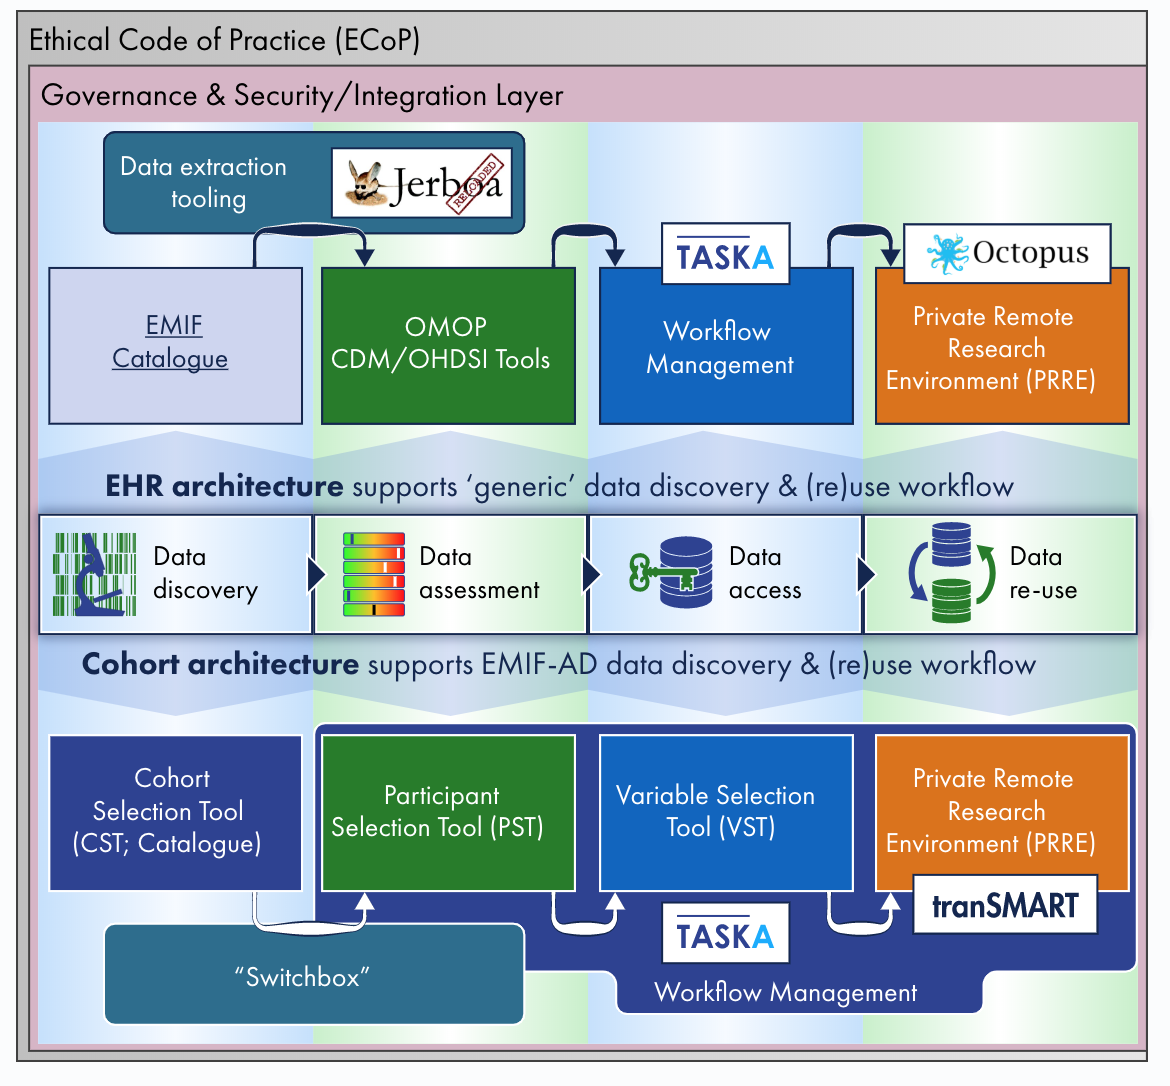 Ethical Code of Practice (ECoP)
Governance & Security/Integration Layer
Data extraction
tooling
Jerboa
RELOADED
TASKA
Octopus
EMIF
Catalogue
OMOP
CDM/OHDSI Tools
Workflow
Management
Private Remote
Research
Environment (PRRE)
EHR architecture supports ‘generic’ data discovery & (re)use workflow
Data
discovery
Data
assessment
Data
access
Data
re-use
Cohort architecture supports EMIF-AD data discovery & (re)use workflow
Cohort
Selection Tool
(CST; Catalogue)
Participant
Selection Tool (PST)
Variable Selection
Tool (VST)
Private Remote
Research
Environment (PRRE)
tranSMART
TASKA
“Switchbox”
Workflow Management